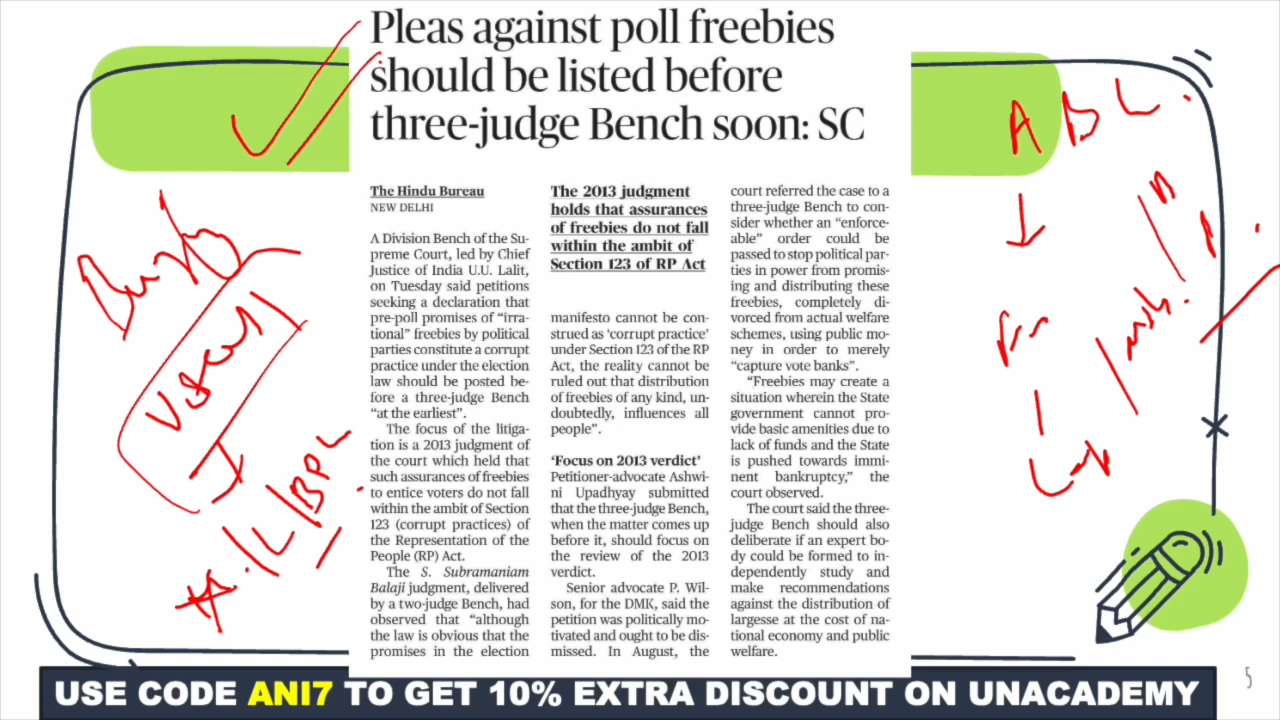 Pleas against poll freebies
should be listed before
three-judge Bench soon: SC
The Hindu Bureau
NEW DELHI
A Division Bench of the Su-
preme Court, led by Chief
Justice of India U.U. Lalit,
on Tuesday said petitions
seeking a declaration that
pre-poll promises of “irra-
tional” freebies by political
parties constitute a corrupt
practice under the election
law should be posted be-
fore a three-judge Bench
“at the earliest”.
The focus of the litiga-
tion is a 2013 judgment of
the court which held that
such assurances of freebies
to entice voters do not fall
within the ambit of Section
123 (corrupt practices) of
the Representation of the
People (RP) Act.
The S. Subramaniam
Balaji judgment, delivered
by a two-judge Bench, had
observed that “although
the law is obvious that the
promises in the election
The 2013 judgment
holds that assurances
of freebies do not fall
within the ambit of
Section 123 of RP Act
manifesto cannot be con-
strued as ‘corrupt practice’
under Section 123 of the RP
Act, the reality cannot be
ruled out that distribution
of freebies of any kind, un-
doubtedly, influences all
people”.
‘Focus on 2013 verdict’
Petitioner-advocate Ashwi-
ni Upadhyay submitted
that the three-judge Bench,
when the matter comes up
before it, should focus on
the review of the 2013
verdict.
Senior advocate P. Wil-
son, for the DMK, said the
petition was politically mo-
tivated and ought to be dis-
missed. In August, the
court referred the case to a
three-judge Bench to con-
sider whether an “enforce-
able” order could be
passed to stop political par-
ties in power from promis-
ing and distributing these
freebies, completely di-
vorced from actual welfare
schemes, using public mo-
ney in order to merely
“capture vote banks”.
“Freebies may create a
situation wherein the State
government cannot pro-
vide basic amenities due to
lack of funds and the State
is pushed towards immi-
nent bankruptcy,” the
court observed.
The court said the three-
judge Bench should also
deliberate if an expert bo-
dy could be formed to in-
dependently study and
make recommendations
against the distribution of
largesse at the cost of na-
tional economy and public
welfare.
A B C
BPL
USE CODE ANI7 TO GET 10% EXTRA DISCOUNT ON UNACADEMY
5